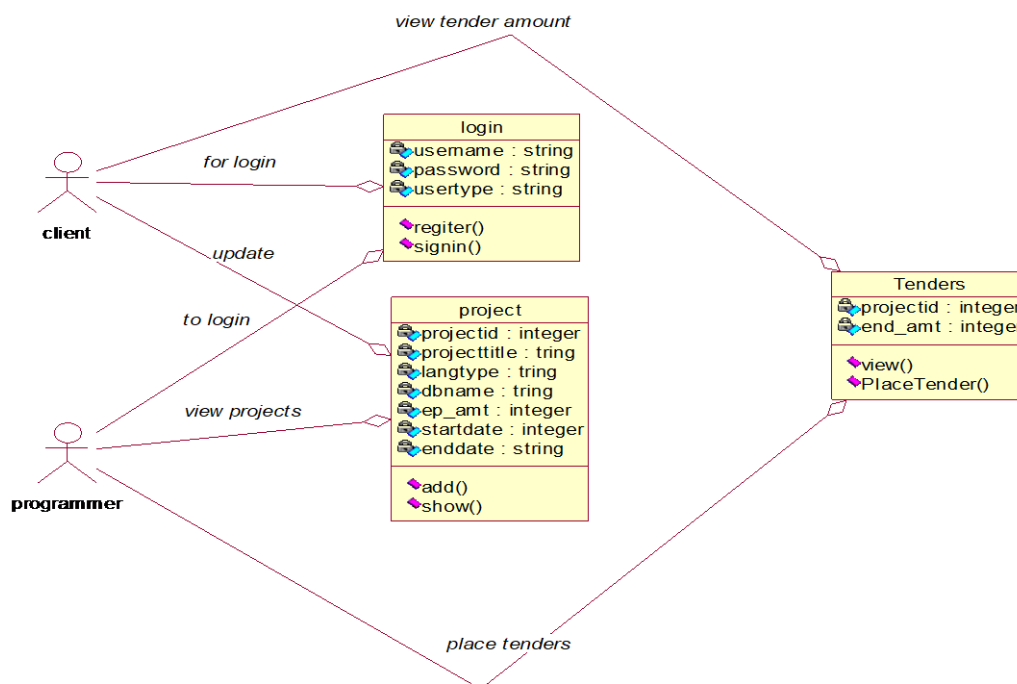 view tender amount
login
username : string
password : string
usertype : string
regiter()
signin()
for login
client
update
to login
project
projectid : integer
projecttitle : tring
langtype : tring
dbname : tring
ep_amt : integer
startdate : integer
enddate : string
add()
show()
Tenders
projectid : integer
end_amt : integer
view()
PlaceTender()
view projects
programmer
place tenders